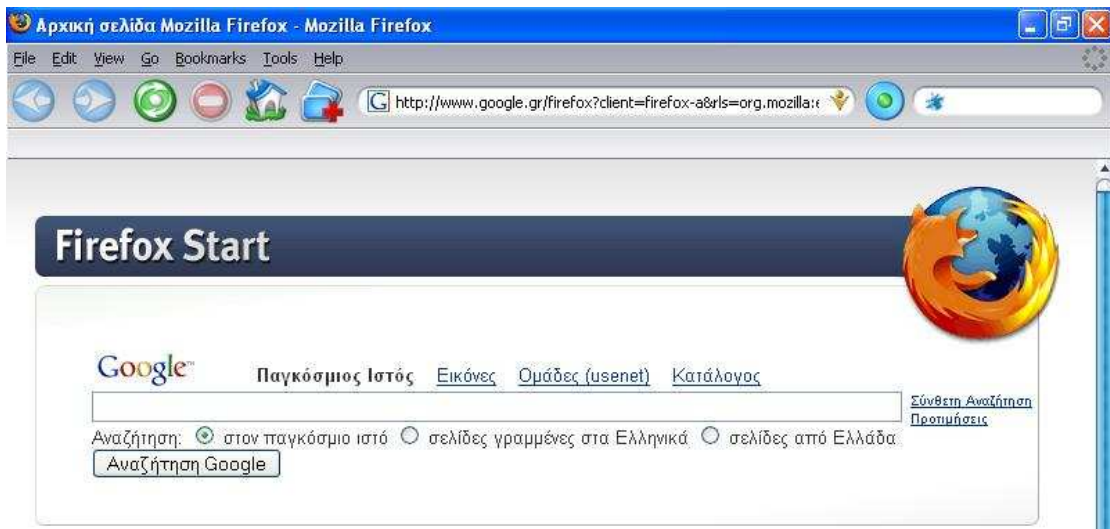 Αρχική σελίδα Mozilla Firefox - Mozilla Firefox
File Edit View Go Bookmarks Tools Help
G http://www.google.gr/firefox?client=firefox-a&rls=org.mozilla:e
Firefox Start
Google™
Παγκόσμιος Ιστός Εικόνες Ομάδες (usenet) Κατάλογος
Σύνθετη Αναζήτηση
Προτιμήσεις
Αναζήτηση: στον παγκόσμιο ιστό σελίδες γραμμένες στα Ελληνικά σελίδες από Ελλάδα
Αναζήτηση Google